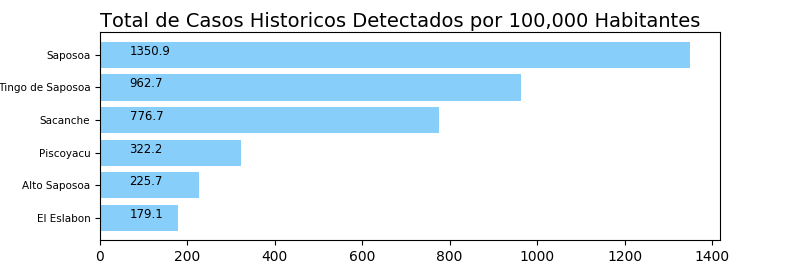 Total de Casos Historicos Detectados por 100,000 Habitantes
Saposoa 1350.9
Tingo de Saposoa 962.7
Sacanche 776.7
Piscoyacu 322.2
Alto Saposoa 225.7
El Eslabon 179.1
0 200 400 600 800 1000 1200 1400